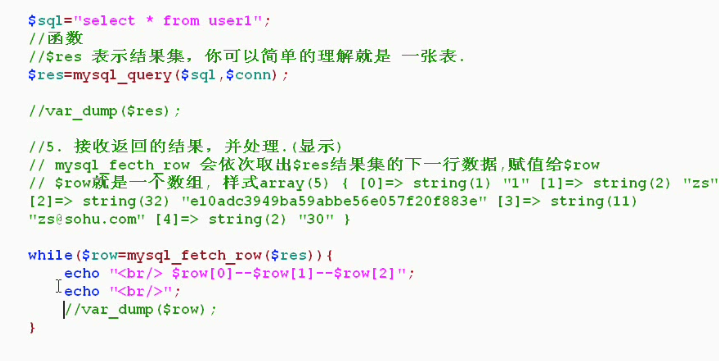 $sql="select * from user1";
//函数
//$res 表示结果集，你可以简单的理解就是 一张表.
$res=mysql_query($sql,$conn);
//var_dump($res);
//5. 接收返回的结果，并处理.(显示)
// mysql_fecth_row 会依次取出$res结果集的下一行数据,赋值给$row
// $row就是一个数组, 样式array(5) { [0]=> string(1) "1" [1]=> string(2) "zs"
[2]=> string(32) "e10adc3949ba59abbe56e057f20f883e" [3]=> string(11)
"zs@sohu.com" [4]=> string(2) "30" }
while($row=mysql_fetch_row($res)){
echo "<br/> $row[0]--$row[1]--$row[2]";
echo "<br/>";
//var_dump($row);
}